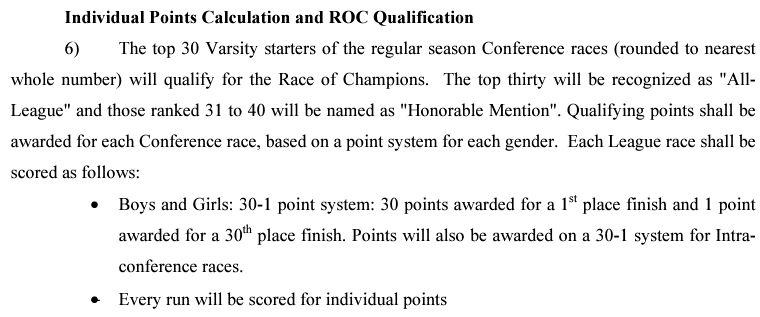 Individual Points Calculation and ROC Qualification
6) The top 30 Varsity starters of the regular season Conference races (rounded to nearest
whole number) will qualify for the Race of Champions. The top thirty will be recognized as "All-
League" and those ranked 31 to 40 will be named as "Honorable Mention". Qualifying points shall be
awarded for each Conference race, based on a point system for each gender. Each League race shall be
scored as follows:
• Boys and Girls: 30-1 point system: 30 points awarded for a 1st place finish and 1 point
awarded for a 30th place finish. Points will also be awarded on a 30-1 system for Intra-
conference races.
• Every run will be scored for individual points